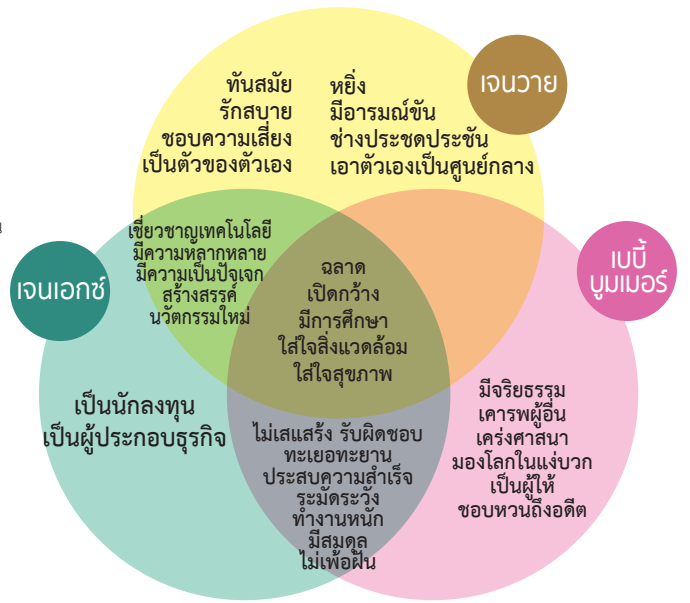 เจนวาย
ทันสมัย
รักสบาย
ชอบความเสี่ยง
เป็นตัวของตัวเอง
หยิ่ง
มีอารมณ์ขัน
ช่างประชดประชัน
เอาตัวเองเป็นศูนย์กลาง
เจนเอกซ์
เชี่ยวชาญเทคโนโลยี
มีความหลากหลาย
มีความเป็นปัจเจก
สร้างสรรค์
นวัตกรรมใหม่
ฉลาด
เปิดกว้าง
มีการศึกษา
ใส่ใจสิ่งแวดล้อม
ใส่ใจสุขภาพ
เบบี้
บูมเมอร์
เป็นนักลงทุน
เป็นผู้ประกอบธุรกิจ
ไม่เสแสร้ง รับผิดชอบ
ทะเยอทะยาน
ประสบความสำเร็จ
ระมัดระวัง
ทำงานหนัก
มีสมดุล
ไม่เพ้อฝัน
มีจริยธรรม
เคารพผู้อื่น
เคร่งศาสนา
มองโลกในแง่บวก
เป็นผู้ให้
ชอบหวนถึงอดีต